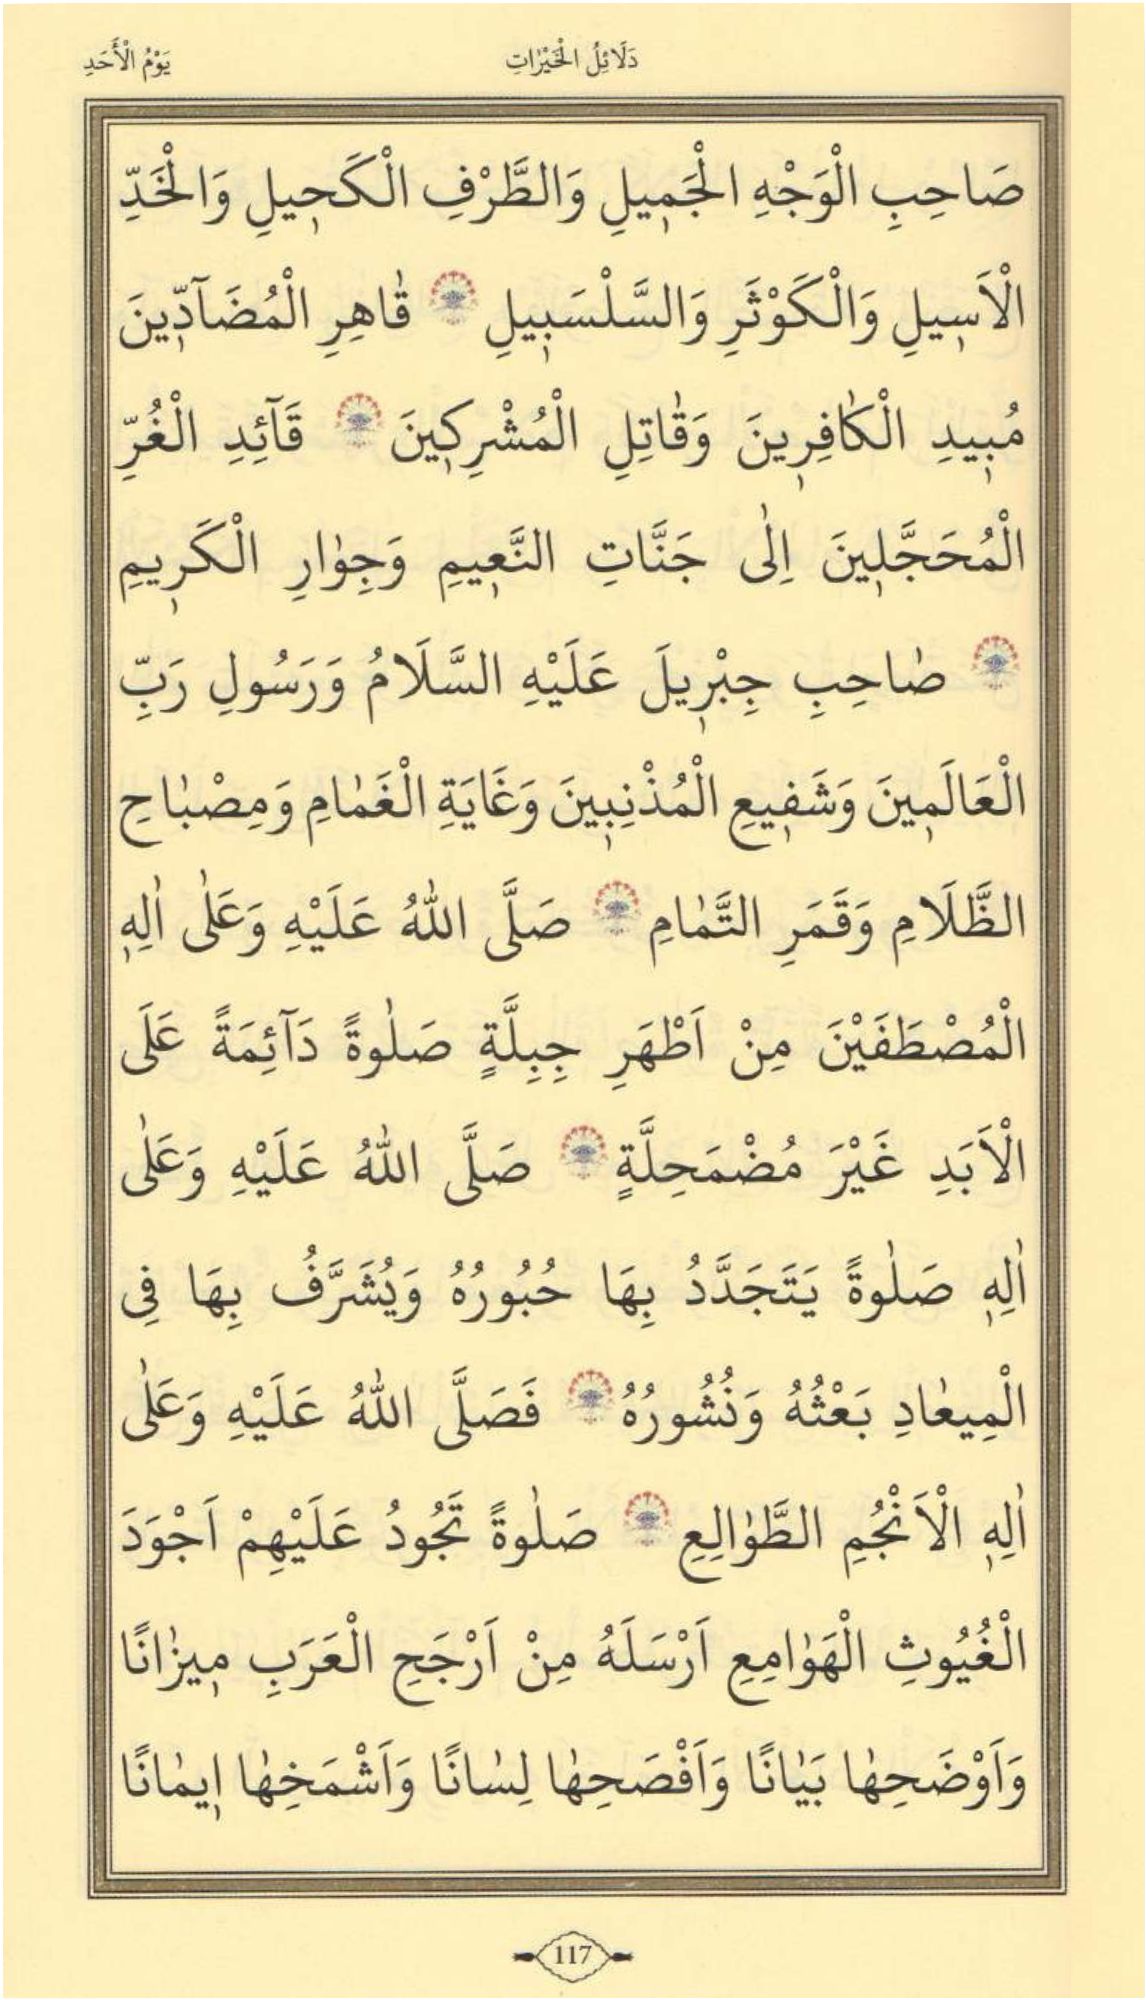 دَلَائِلُ الْخَيْرَاتِ
يَوْمُ الْأَحَدِ
صَاحِبِ الْوَجْهِ الْجَمٖيلِ وَالطَّرْفِ الْكَحٖيلِ وَالْخَدِّ
الْاَسٖيلِ وَالْكَوْثَرِ وَالسَّلْسَبٖيلِ ۞ قٰاهِرِ الْمُضَآدّٖينَ
مُبٖيدِ الْكٰافِرٖينَ وَقٰاتِلِ الْمُشْرِكٖينَ ۞ قَآئِدِ الْغُرِّ
الْمُحَجَّلٖينَ اِلٰى جَنَّاتِ النَّعٖيمِ وَجِوٰارِ الْكَرٖيمِ
۞ صٰاحِبِ جِبْرٖيلَ عَلَيْهِ السَّلَامُ وَرَسُولِ رَبِّ
الْعَالَمٖينَ وَشَفٖيعِ الْمُذْنِبٖينَ وَغَايَةِ الْغَمٰامِ وَمِصْبٰاحِ
الظَّلَامِ وَقَمَرِ التَّمٰامِ ۞ صَلَّى اللّٰهُ عَلَيْهِ وَعَلٰى اٰلِهٖ
الْمُصْطَفَيْنَ مِنْ اَطْهَرِ جِبِلَّةٍ صَلٰوةً دَآئِمَةً عَلَى
الْاَبَدِ غَيْرَ مُضْمَحِلَّةٍ ۞ صَلَّى اللّٰهُ عَلَيْهِ وَعَلٰى
اٰلِهٖ صَلٰوةً يَتَجَدَّدُ بِهَا حُبُورُهُ وَيُشَرَّفُ بِهَا فِى
الْمِيعٰادِ بَعْثُهُ وَنُشُورُهُ ۞ فَصَلَّى اللّٰهُ عَلَيْهِ وَعَلٰى
اٰلِهٖ الْاَنْجُمِ الطَّوٰالِعِ ۞ صَلٰوةً تَجُودُ عَلَيْهِمْ اَجْوَدَ
الْغُيُوثِ الْهَوٰامِعِ اَرْسَلَهُ مِنْ اَرْجَحِ الْعَرَبِ مٖيزٰانًا
وَاَوْضَحِهٰا بَيٰانًا وَاَفْصَحِهٰا لِسٰانًا وَاَشْمَخِهٰا اٖيمٰانًا
117